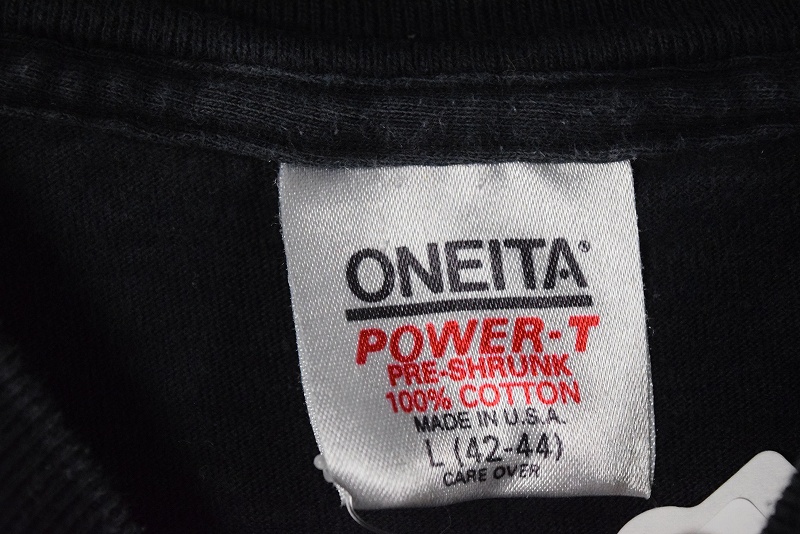 ONEITA®
POWER-T
PRE-SHRUNK
100% COTTON
MADE IN U.S.A.
L (42-44)
CARE OVER